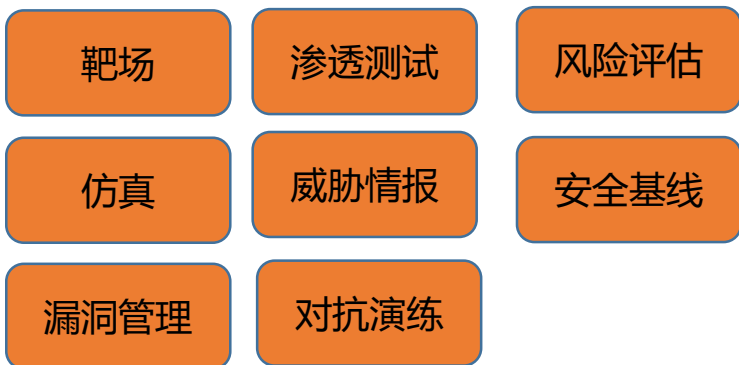 靶场
渗透测试
风险评估
仿真
威胁情报
安全基线
漏洞管理
对抗演练